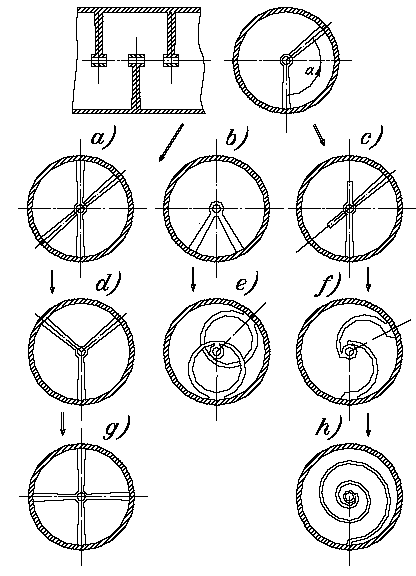 α
a) b) c)
d) e) f)
g) h)